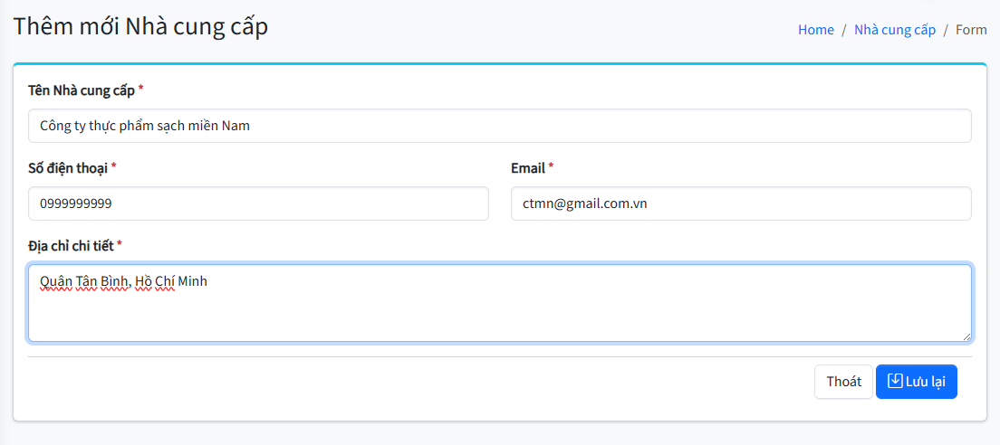 Thêm mới Nhà cung cấp
Home / Nhà cung cấp / Form
Tên Nhà cung cấp *
Công ty thực phẩm sạch miền Nam
Số điện thoại *
Email *
0999999999
ctmn@gmail.com.vn
Địa chỉ chi tiết *
Quận Tân Bình, Hồ Chí Minh
Thoát
Lưu lại